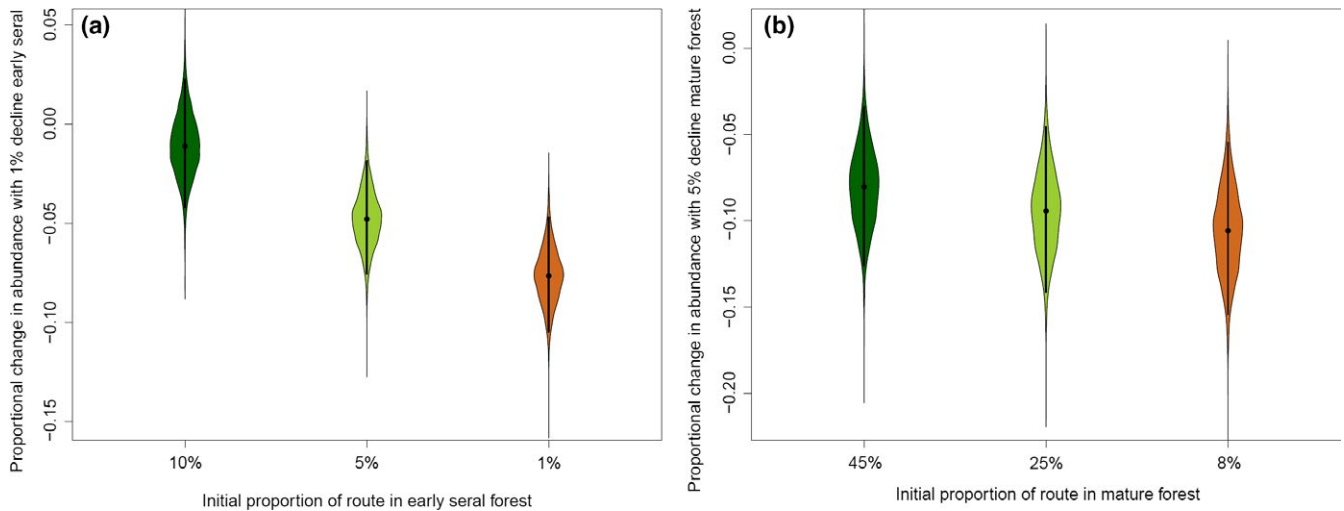 (a)
Proportional change in abundance with 1% decline early seral
0.05
0.00
−0.05
−0.10
−0.15
10% 5% 1%
Initial proportion of route in early seral forest
(b)
Proportional change in abundance with 5% decline mature forest
0.00
−0.05
−0.10
−0.15
−0.20
45% 25% 8%
Initial proportion of route in mature forest